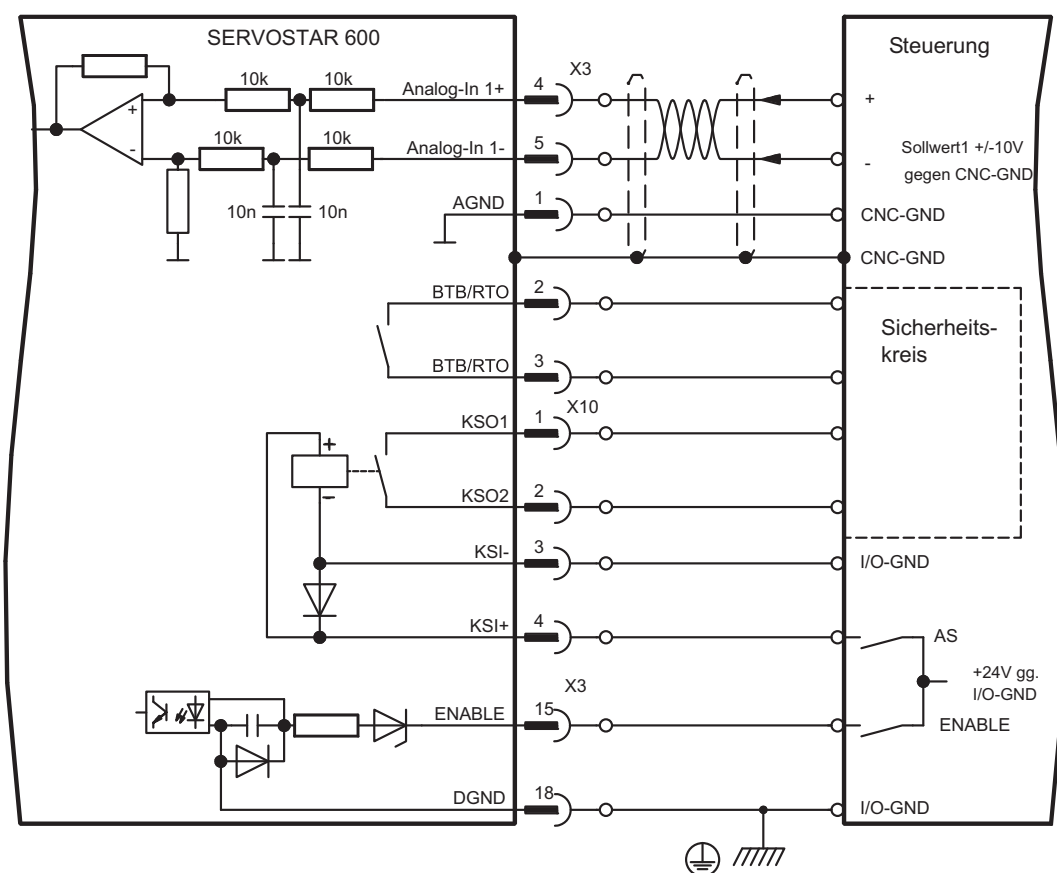 SERVOSTAR 600
Steuerung
10k
10k
Analog-In 1+
4
X3
+
+
-
10k
10k
Analog-In 1-
5
-
Sollwert1 +/-10V
gegen CNC-GND
10n
10n
AGND
1
CNC-GND
CNC-GND
BTB/RTO
2
Sicherheits-
kreis
BTB/RTO
3
X10
KSO1
1
+
-
KSO2
2
KSI-
3
I/O-GND
KSI+
4
AS
+24V gg.
I/O-GND
X3
ENABLE
15
ENABLE
DGND
18
I/O-GND